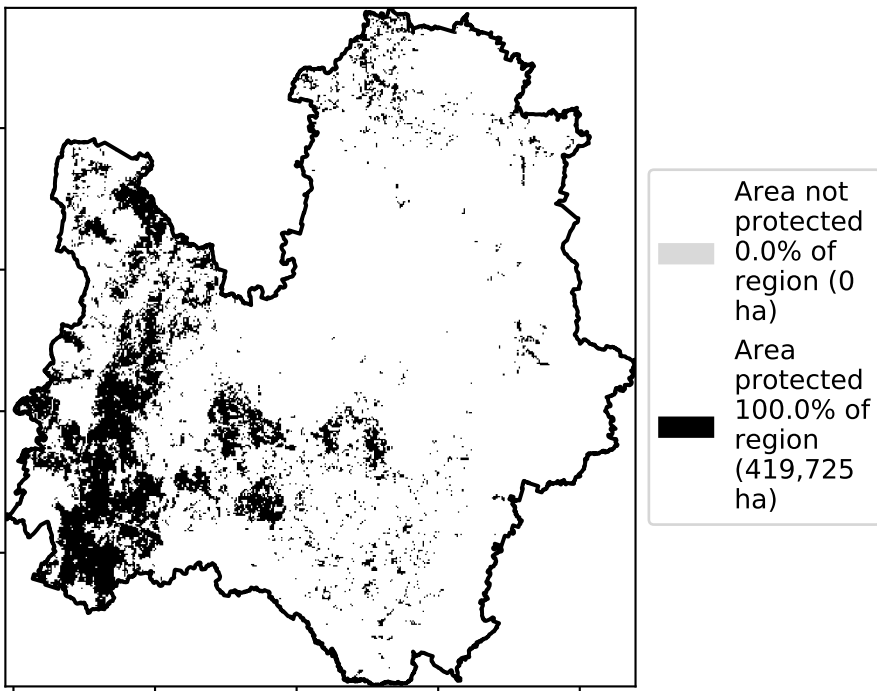 Area not
protected
0.0% of
region (0
ha)
Area
protected
100.0% of
region
(419,725
ha)